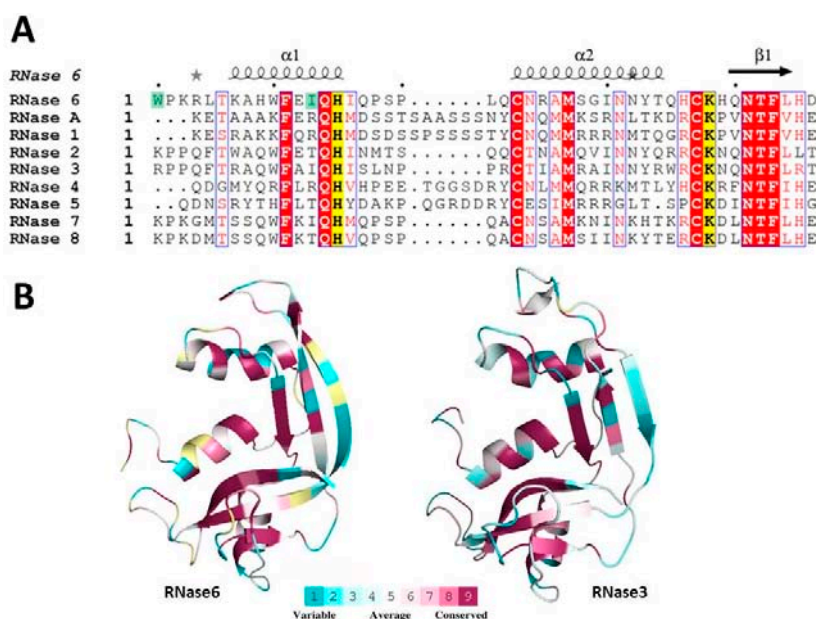 A
α1 α2 β1
RNase 6
RNase 6 1 WPKRLTKAHWFEIQHIQPSP......LQCNRAMSGINNYTQHCKHQNTFLHD
RNase A 1 ...KETAAAKFERQHMDSSTSAASSSSNYCNQMMKSRNLTKDRCKPVNTFVHE
RNase 1 1 ...KESRAKKFQRQHMDSDSSPSSSSTYCNQMMRRRNMTQGRCKPVNTFVHE
RNase 2 1 KPPQFTWAQWFETQHINMTS......QQCTNAMQVINNYQRRCKNQNTFLLT
RNase 3 1 RPPQFTRAQWFAIQHISLNP......PRCTIAMRAINNYRWRCKNQNTFLRT
RNase 4 1 ..QDGMYQRFLRQHVHPEE.TGGSDRYCNLMMQRRKMTLYHCKRFNTFIHE
RNase 5 1 ..QDNSRYTHFLTQHYDAKP.QGRDDRYCESIMRRRGLT.SPCKDINTFIHG
RNase 7 1 KPKGMTSSQWFKIQHMQPSP......QACNSAMKNINKHTKRCKDLNTFLHE
RNase 8 1 KPKDMTSSQWFKTQHVQPSP......QACNSAMSIINKYTERCKDLNTFLHE
B
RNase6 RNase3
1 2 3 4 5 6 7 8 9
Variable Average Conserved